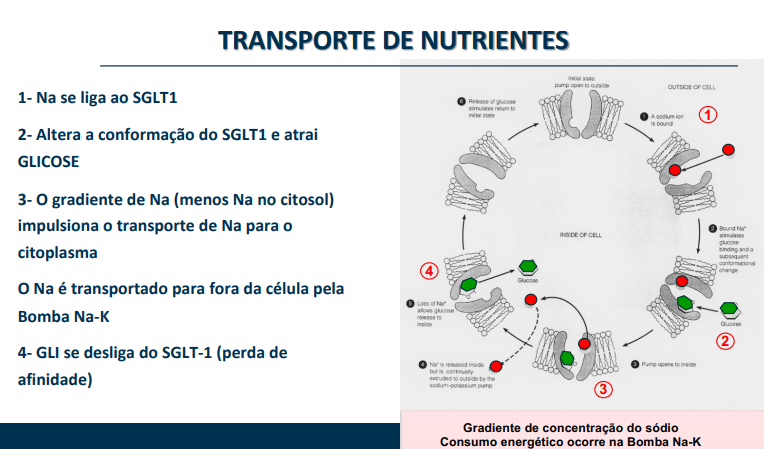 TRANSPORTE DE NUTRIENTES
1- Na se liga ao SGLT1
2- Altera a conformação do SGLT1 e atrai
GLICOSE
3- O gradiente de Na (menos Na no citosol)
impulsiona o transporte de Na para o
citoplasma
O Na é transportado para fora da célula pela
Bomba Na-K
4- GLI se desliga do SGLT-1 (perda de
afinidade)
Initial state:
pump open to outside
OUTSIDE OF CELL
6 Release of glucose
stimulates return to
initial state
1 A sodium ion
is bound
1
2 Bound Na⁺
stimulates
glucose
binding and a
subsequent
conformational
change
INSIDE OF CELL
4
Glucose
5 Loss of Na⁺
allows glucose
release to
inside
Glucose
2
4 Na⁺ is released inside
but is continually
extruded to outside by the
sodium-potassium pump
3 Pump opens to inside
3
Gradiente de concentração do sódio
Consumo energético ocorre na Bomba Na-K